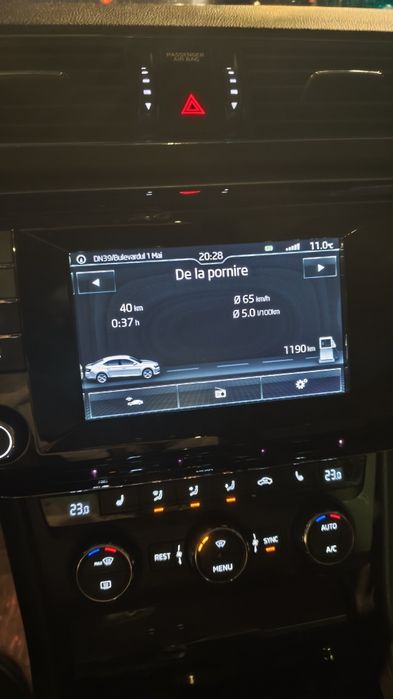 PASSENGER
AIR BAG
DN39/Bulevardul 1 Mai
20:28
11.0°C
De la pornire
40 km
0:37 h
Ø 65 km/h
Ø 5.0 l/100km
1190 km
23.0
23.0
MAX
REST
MENU
SYNC
AUTO
A/C